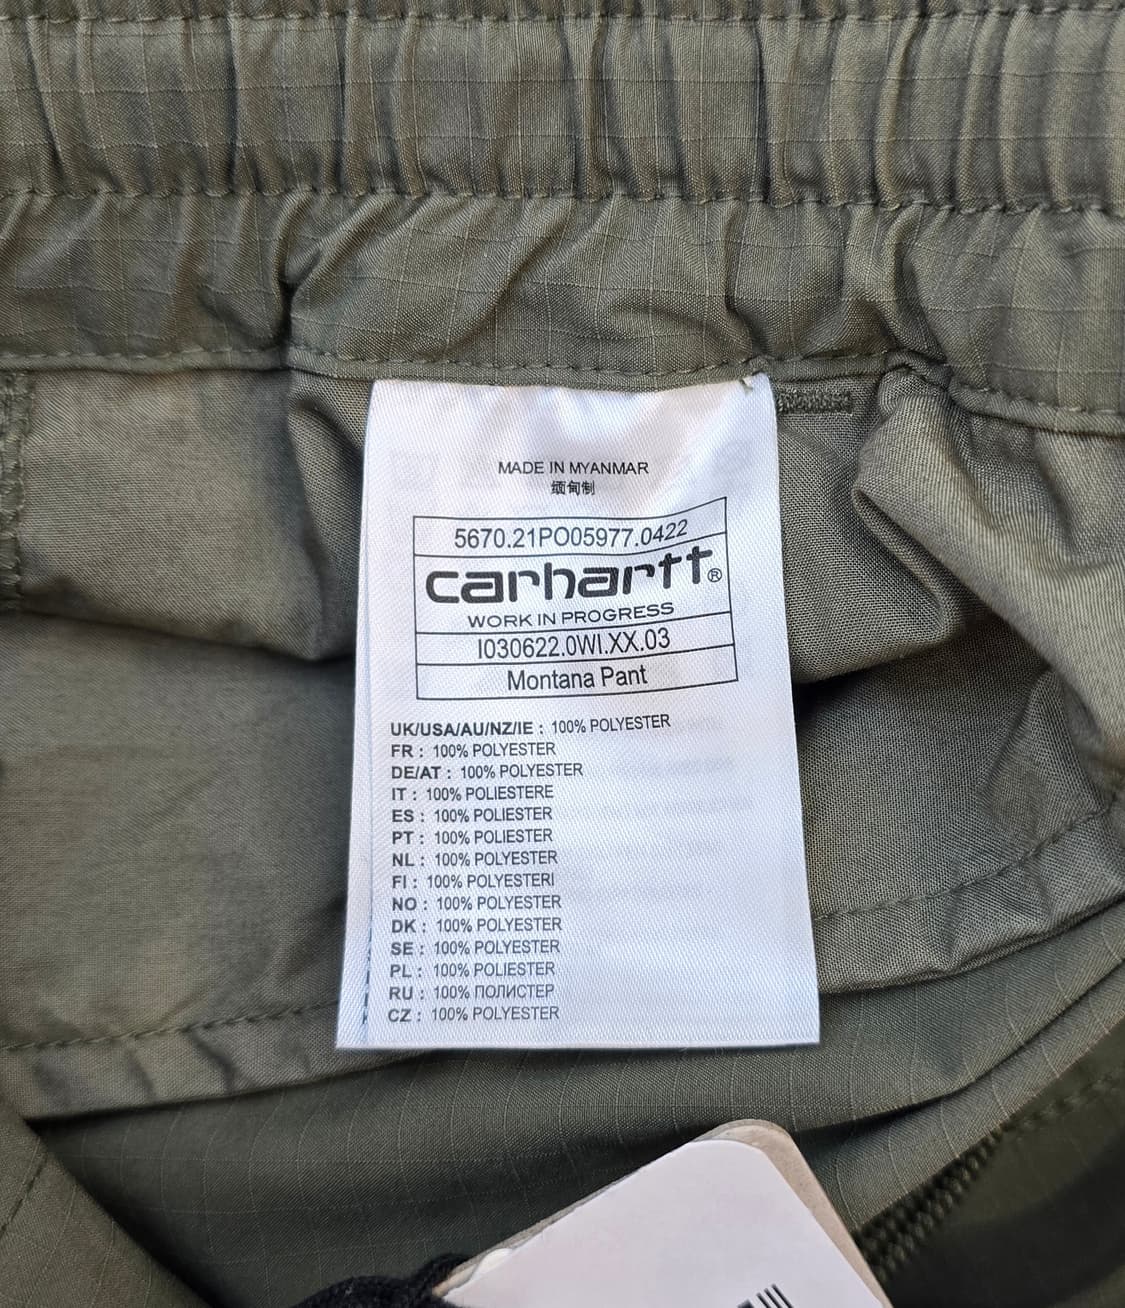 MADE IN MYANMAR
缅甸制
5670.21PO05977.0422
carhartt®
WORK IN PROGRESS
I030622.0WI.XX.03
Montana Pant
UK/USA/AU/NZ/IE : 100% POLYESTER
FR : 100% POLYESTER
DE/AT : 100% POLYESTER
IT : 100% POLIESTERE
ES : 100% POLIESTER
PT : 100% POLIESTER
NL : 100% POLYESTER
FI : 100% POLYESTERI
NO : 100% POLYESTER
DK : 100% POLYESTER
SE : 100% POLYESTER
PL : 100% POLIESTER
RU : 100% ПОЛИСТЕР
CZ : 100% POLYESTER